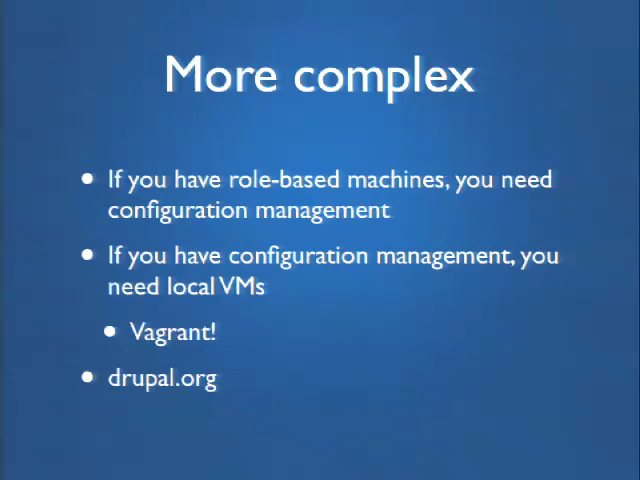 More complex
• If you have role-based machines, you need
configuration management
• If you have configuration management, you
need local VMs
• Vagrant!
• drupal.org